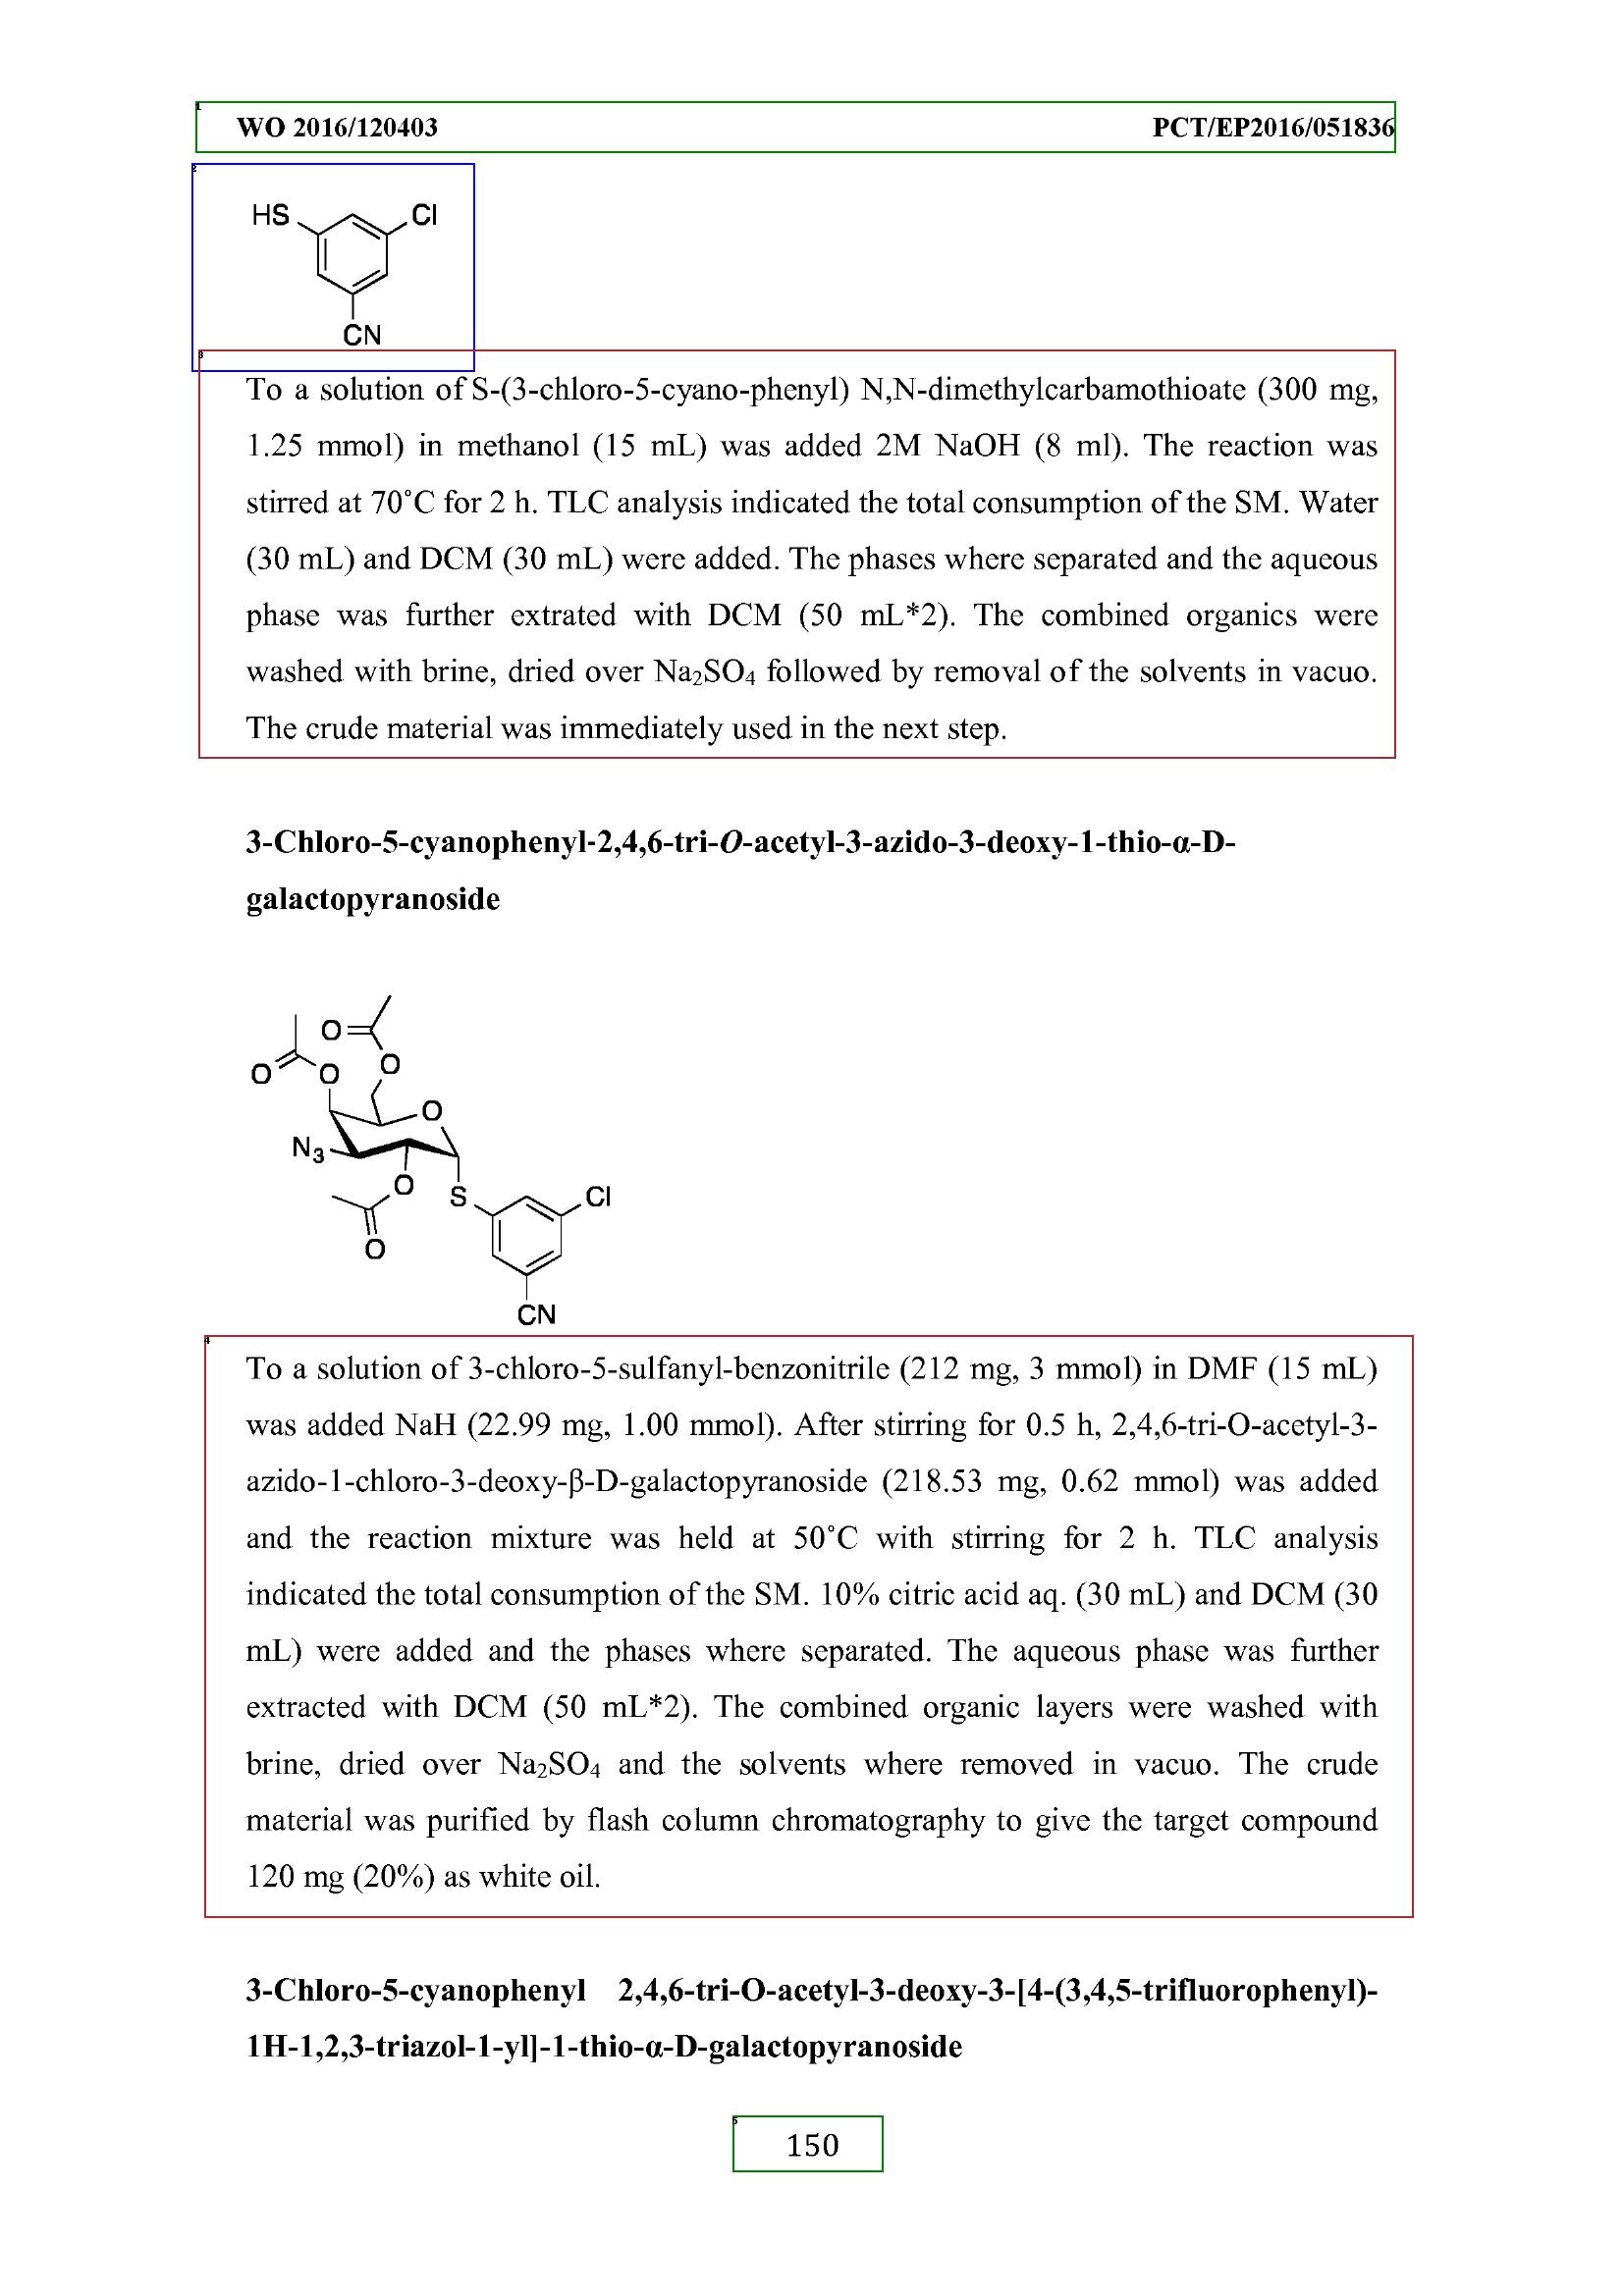 WO 2016/120403 PCT/EP2016/051836
1
2
HS Cl
CN
3
To a solution of S-(3-chloro-5-cyano-phenyl) N,N-dimethylcarbamothioate (300 mg,
1.25 mmol) in methanol (15 mL) was added 2M NaOH (8 ml). The reaction was
stirred at 70˚C for 2 h. TLC analysis indicated the total consumption of the SM. Water
(30 mL) and DCM (30 mL) were added. The phases where separated and the aqueous
phase was further extrated with DCM (50 mL*2). The combined organics were
washed with brine, dried over Na₂SO₄ followed by removal of the solvents in vacuo.
The crude material was immediately used in the next step.
3-Chloro-5-cyanophenyl-2,4,6-tri-O-acetyl-3-azido-3-deoxy-1-thio-α-D-
galactopyranoside
O
O O O
O
N₃
O S Cl
O
CN
4
To a solution of 3-chloro-5-sulfanyl-benzonitrile (212 mg, 3 mmol) in DMF (15 mL)
was added NaH (22.99 mg, 1.00 mmol). After stirring for 0.5 h, 2,4,6-tri-O-acetyl-3-
azido-1-chloro-3-deoxy-β-D-galactopyranoside (218.53 mg, 0.62 mmol) was added
and the reaction mixture was held at 50˚C with stirring for 2 h. TLC analysis
indicated the total consumption of the SM. 10% citric acid aq. (30 mL) and DCM (30
mL) were added and the phases where separated. The aqueous phase was further
extracted with DCM (50 mL*2). The combined organic layers were washed with
brine, dried over Na₂SO₄ and the solvents where removed in vacuo. The crude
material was purified by flash column chromatography to give the target compound
120 mg (20%) as white oil.
3-Chloro-5-cyanophenyl 2,4,6-tri-O-acetyl-3-deoxy-3-[4-(3,4,5-trifluorophenyl)-
1H-1,2,3-triazol-1-yl]-1-thio-α-D-galactopyranoside
5
150